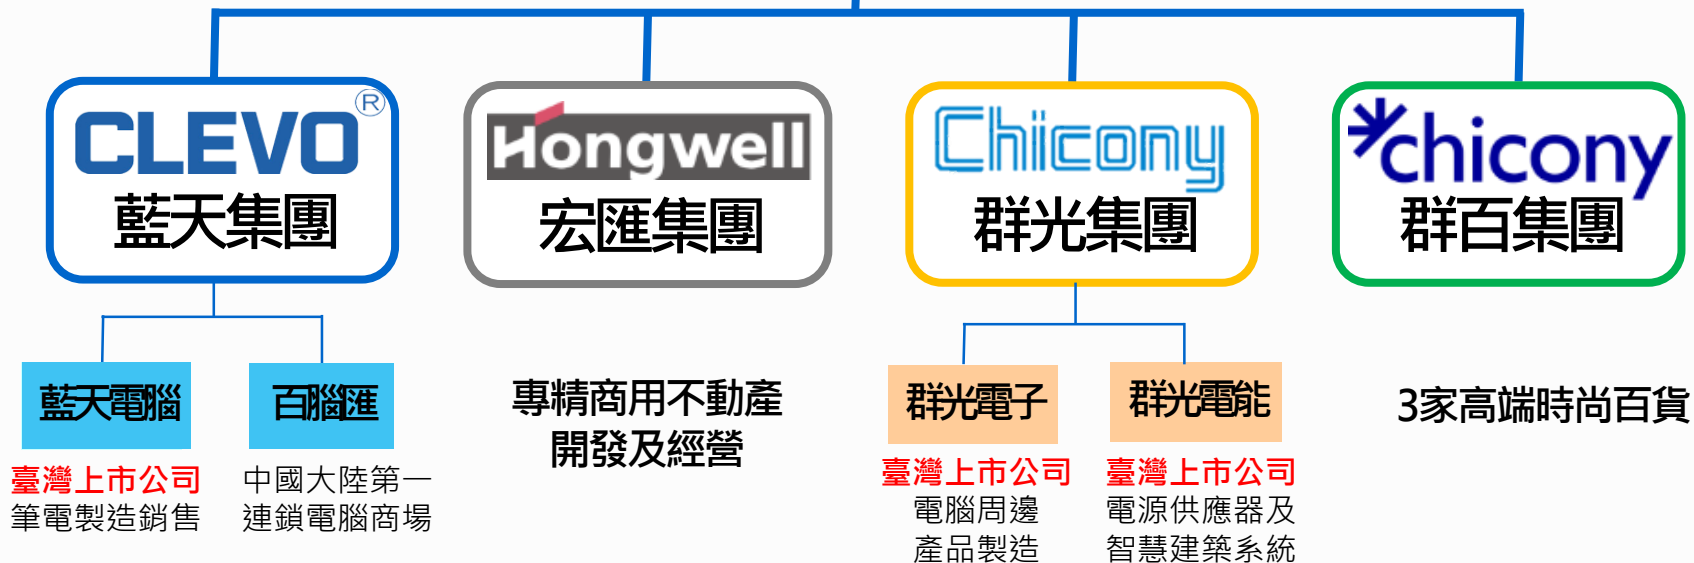 CLEVO®
藍天集團
Hongwell
宏匯集團
Chicony
群光集團
chicony
群百集團
藍天電腦
臺灣上市公司
筆電製造銷售
百腦匯
中國大陸第一
連鎖電腦商場
專精商用不動產
開發及經營
群光電子
臺灣上市公司
電腦周邊
產品製造
群光電能
臺灣上市公司
電源供應器及
智慧建築系統
3家高端時尚百貨